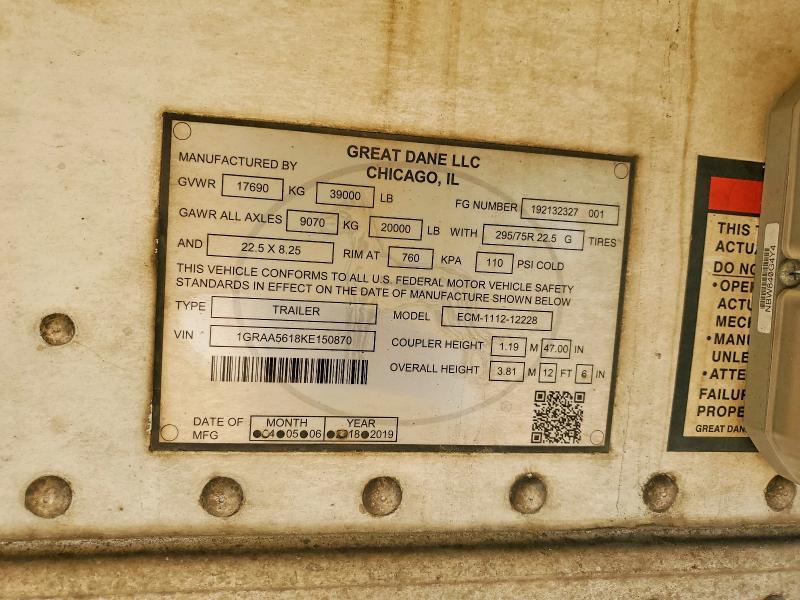 GREAT DANE LLC
CHICAGO, IL
MANUFACTURED BY
GVWR 17690 KG 39000 LB
FG NUMBER 192132327 001
GAWR ALL AXLES 9070 KG 20000 LB WITH 295/75R 22.5 G TIRES
AND 22.5 X 8.25 RIM AT 760 KPA 110 PSI COLD
THIS VEHICLE CONFORMS TO ALL U.S. FEDERAL MOTOR VEHICLE SAFETY
STANDARDS IN EFFECT ON THE DATE OF MANUFACTURE SHOWN BELOW
TYPE TRAILER MODEL ECM-1112-12228
VIN 1GRAA5618KE150870 COUPLER HEIGHT 1.19 M 47.00 IN
OVERALL HEIGHT 3.81 M 12 FT 6 IN
DATE OF MFG MONTH YEAR
●04●05●06 ●2018●2019
THIS
ACTU
DO NO
•OPE
ACTU
MEC
•MAN
UNLE
•ATTE
FAILUR
PROPE
GREAT DAN